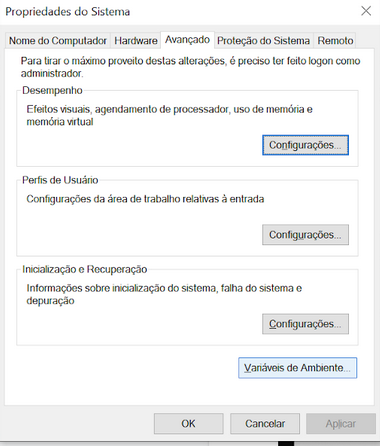 Propriedades do Sistema
Nome do Computador Hardware Avançado Proteção do Sistema Remoto
Para tirar o máximo proveito destas alterações, é preciso ter feito logon como
administrador.
Desempenho
Efeitos visuais, agendamento de processador, uso de memória e
memória virtual
Configurações...
Perfis de Usuário
Configurações da área de trabalho relativas à entrada
Configurações...
Inicialização e Recuperação
Informações sobre inicialização do sistema, falha do sistema e
depuração
Configurações...
Variáveis de Ambiente...
OK Cancelar Aplicar